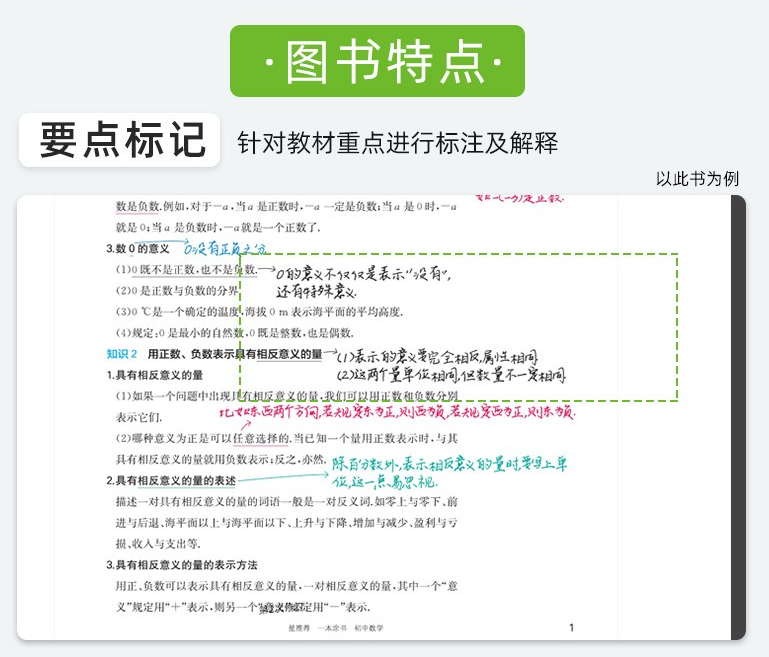 ·图书特点·
要点标记
针对教材重点进行标注及解释
以此书为例
数是负数.例如,对于-a,当a是正数时,-a一定是负数;当a是0时,-a
就是0;当a是负数时,-a就是一个正数了.
3.数0的意义 0没有正负之分
(1)0既不是正数,也不是负数. 0的意义不仅仅是表示"没有",
还有特殊意义.
(2)0是正数与负数的分界.
(3)0 ℃是一个确定的温度,海拔0 m表示海平面的平均高度.
(4)规定:0是最小的自然数,0既是整数,也是偶数.
知识2 用正数、负数表示具有相反意义的量 (1)表示的意义要完全相反,属性相同
1.具有相反意义的量 (2)这两个量单位相同,但数量不一定相同
(1)如果一个问题中出现具有相反意义的量,我们可以用正数和负数分别
表示它们. 比如东西两个方向,若规定东为正,则西为负,若规定西为正,则东为负.
(2)哪种意义为正是可以任意选择的.当已知一个量用正数表示时,与其
具有相反意义的量就用负数表示;反之,亦然.
除百分数外,表示相反意义的量时,要写上单
位,这一点易忽视.
2.具有相反意义的量的表述
描述一对具有相反意义的量的词语一般是一对反义词.如零上与零下、前
进与后退、海平面以上与海平面以下、上升与下降、增加与减少、盈利与亏
损、收入与支出等.
3.具有相反意义的量的表示方法
用正、负数可以表示具有相反意义的量,一对相反意义的量,其中一个"意
义"规定用"+"表示,则另一个"意义"规定用"-"表示.
星推荐 一本涂书 初中数学
1